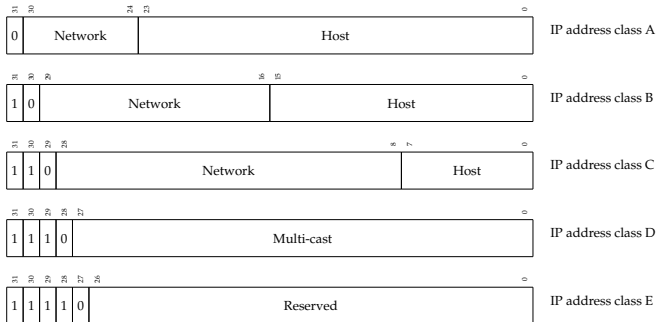 31 30 24 23 0
0 Network Host IP address class A
31 30 29 16 15 0
1 0 Network Host IP address class B
31 30 29 28 8 7 0
1 1 0 Network Host IP address class C
31 30 29 28 27 0
1 1 1 0 Multi-cast IP address class D
31 30 29 28 27 26 0
1 1 1 1 0 Reserved IP address class E